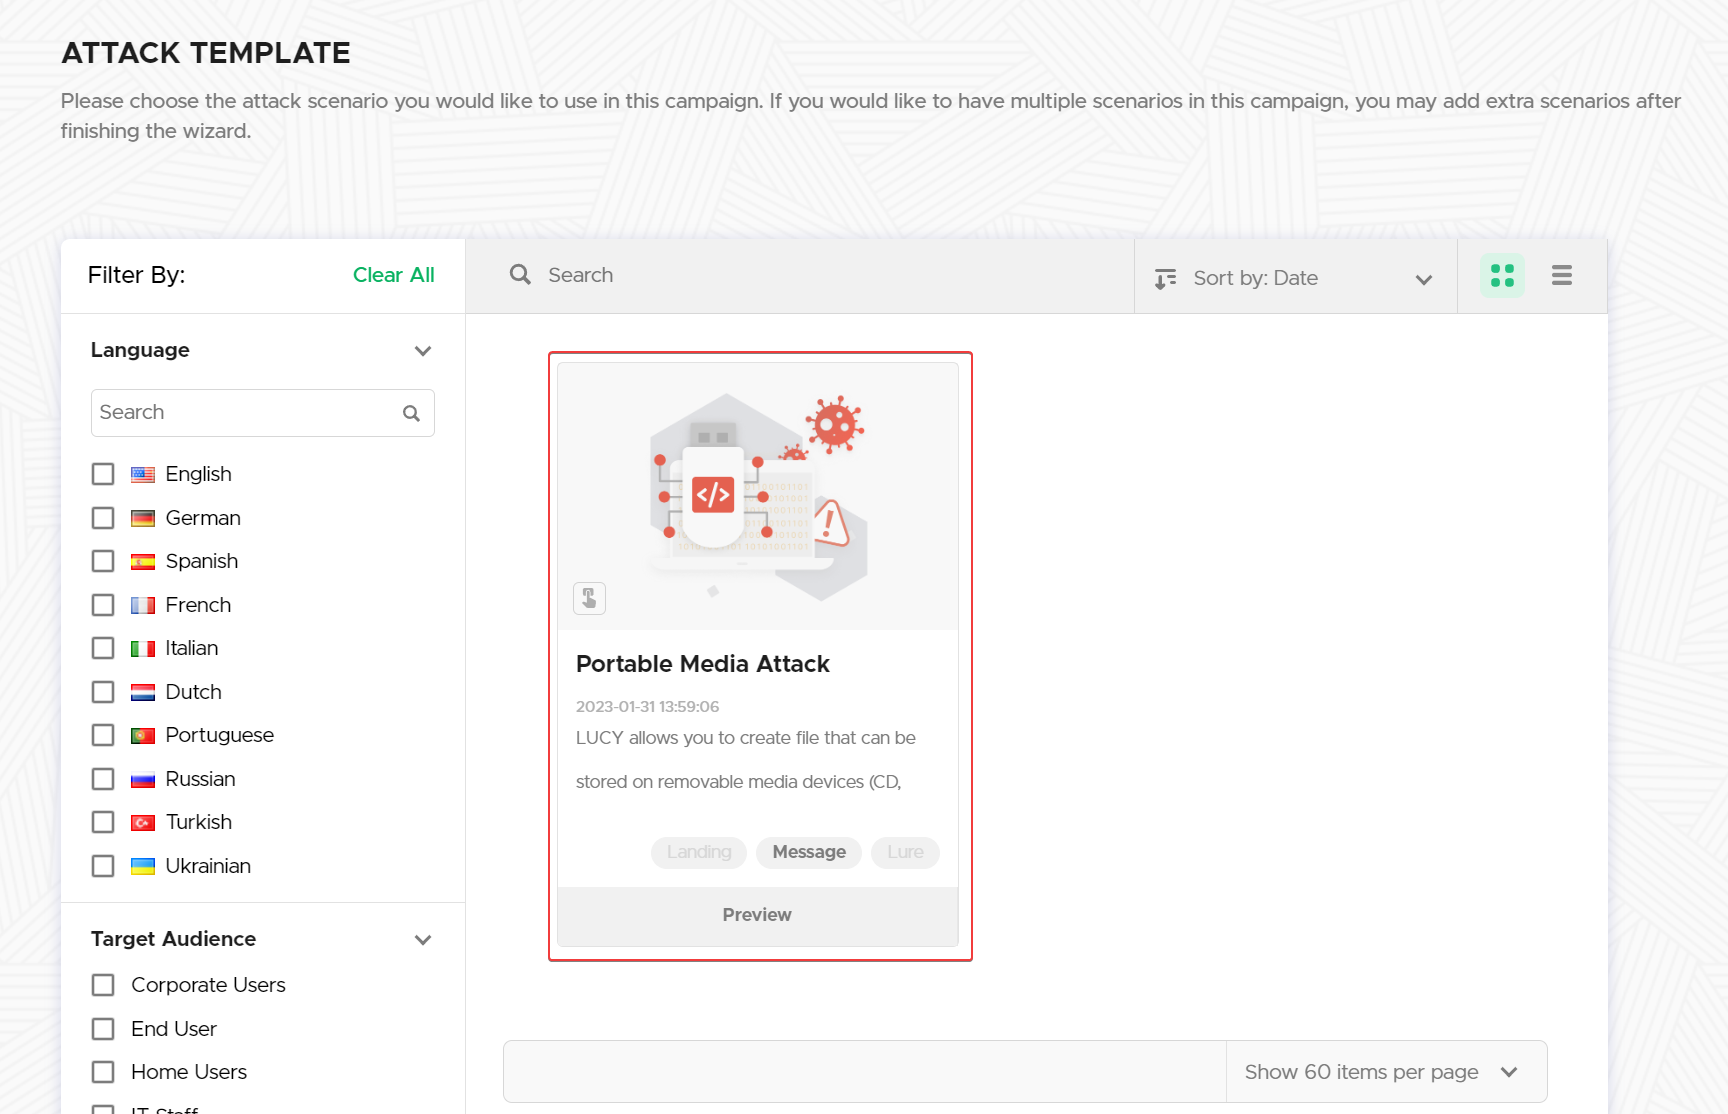 ATTACK TEMPLATE
Please choose the attack scenario you would like to use in this campaign. If you would like to have multiple scenarios in this campaign, you may add extra scenarios after
finishing the wizard.
Filter By:
Clear All
Search
Sort by: Date
Language
Search
English
German
Spanish
French
Italian
Dutch
Portuguese
Russian
Turkish
Ukrainian
Target Audience
Corporate Users
End User
Home Users
IT Staff
</>
Portable Media Attack
2023-01-31 13:59:06
LUCY allows you to create file that can be
stored on removable media devices (CD,
Landing
Message
Lure
Preview
Show 60 items per page